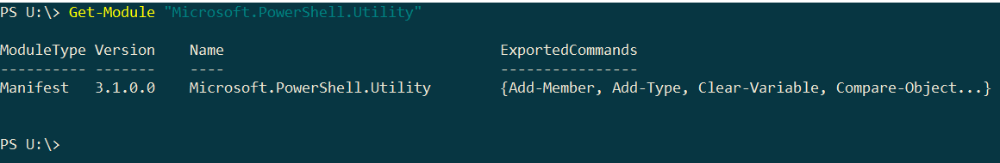 PS U:\> Get-Module "Microsoft.PowerShell.Utility"
ModuleType Version    Name                                ExportedCommands
---------- -------    ----                                ----------------
Manifest   3.1.0.0    Microsoft.PowerShell.Utility        {Add-Member, Add-Type, Clear-Variable, Compare-Object...}
PS U:\>